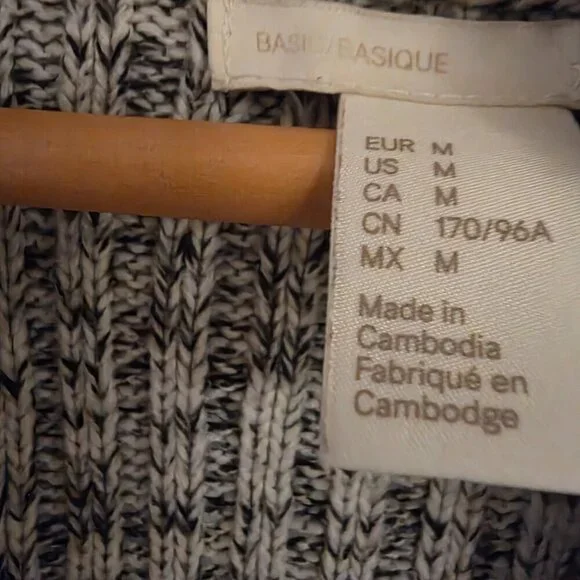 BASIC/BASIQUE
EUR M
US M
CA M
CN 170/96A
MX M
Made in
Cambodia
Fabriqué en
Cambodge